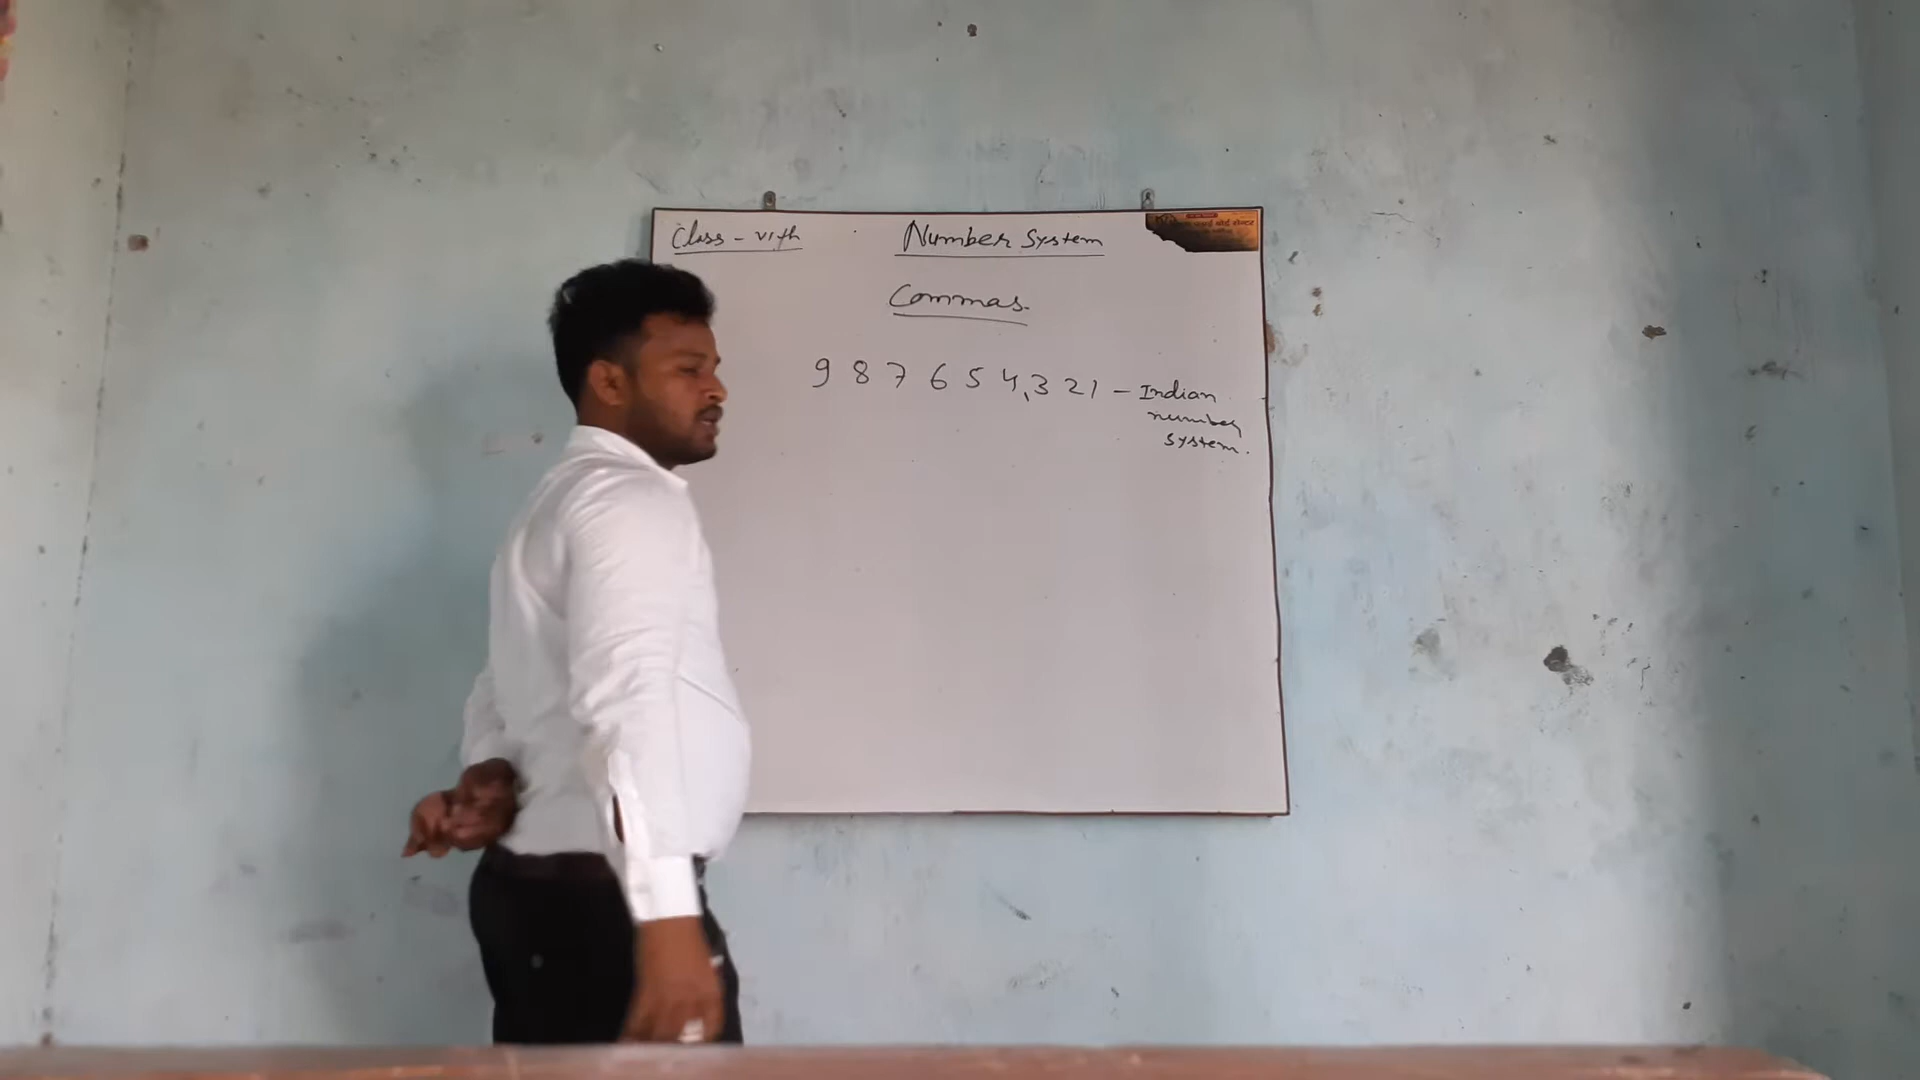 Class - VIth
Number System
Commas.
9 8 7 6 5 4,3 2 1 - Indian
number
system.